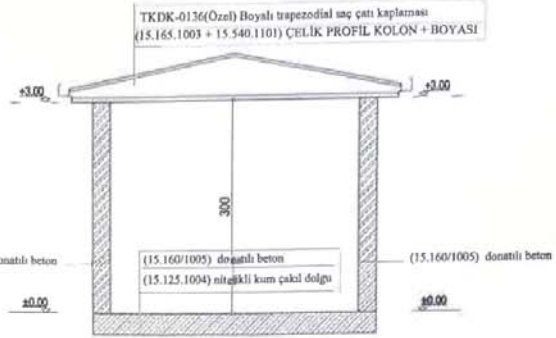 TKDK-0136(Özel) Boyalı trapezodial saç çatı kaplaması
(15.165.1003 + 15.540.1101) ÇELİK PROFİL KOLON + BOYASI
+3.00
+3.00
300
donatılı beton
(15.160/1005) donatılı beton
(15.160/1005) donatılı beton
(15.125.1004) nitelikli kum çakıl dolgu
±0.00
±0.00